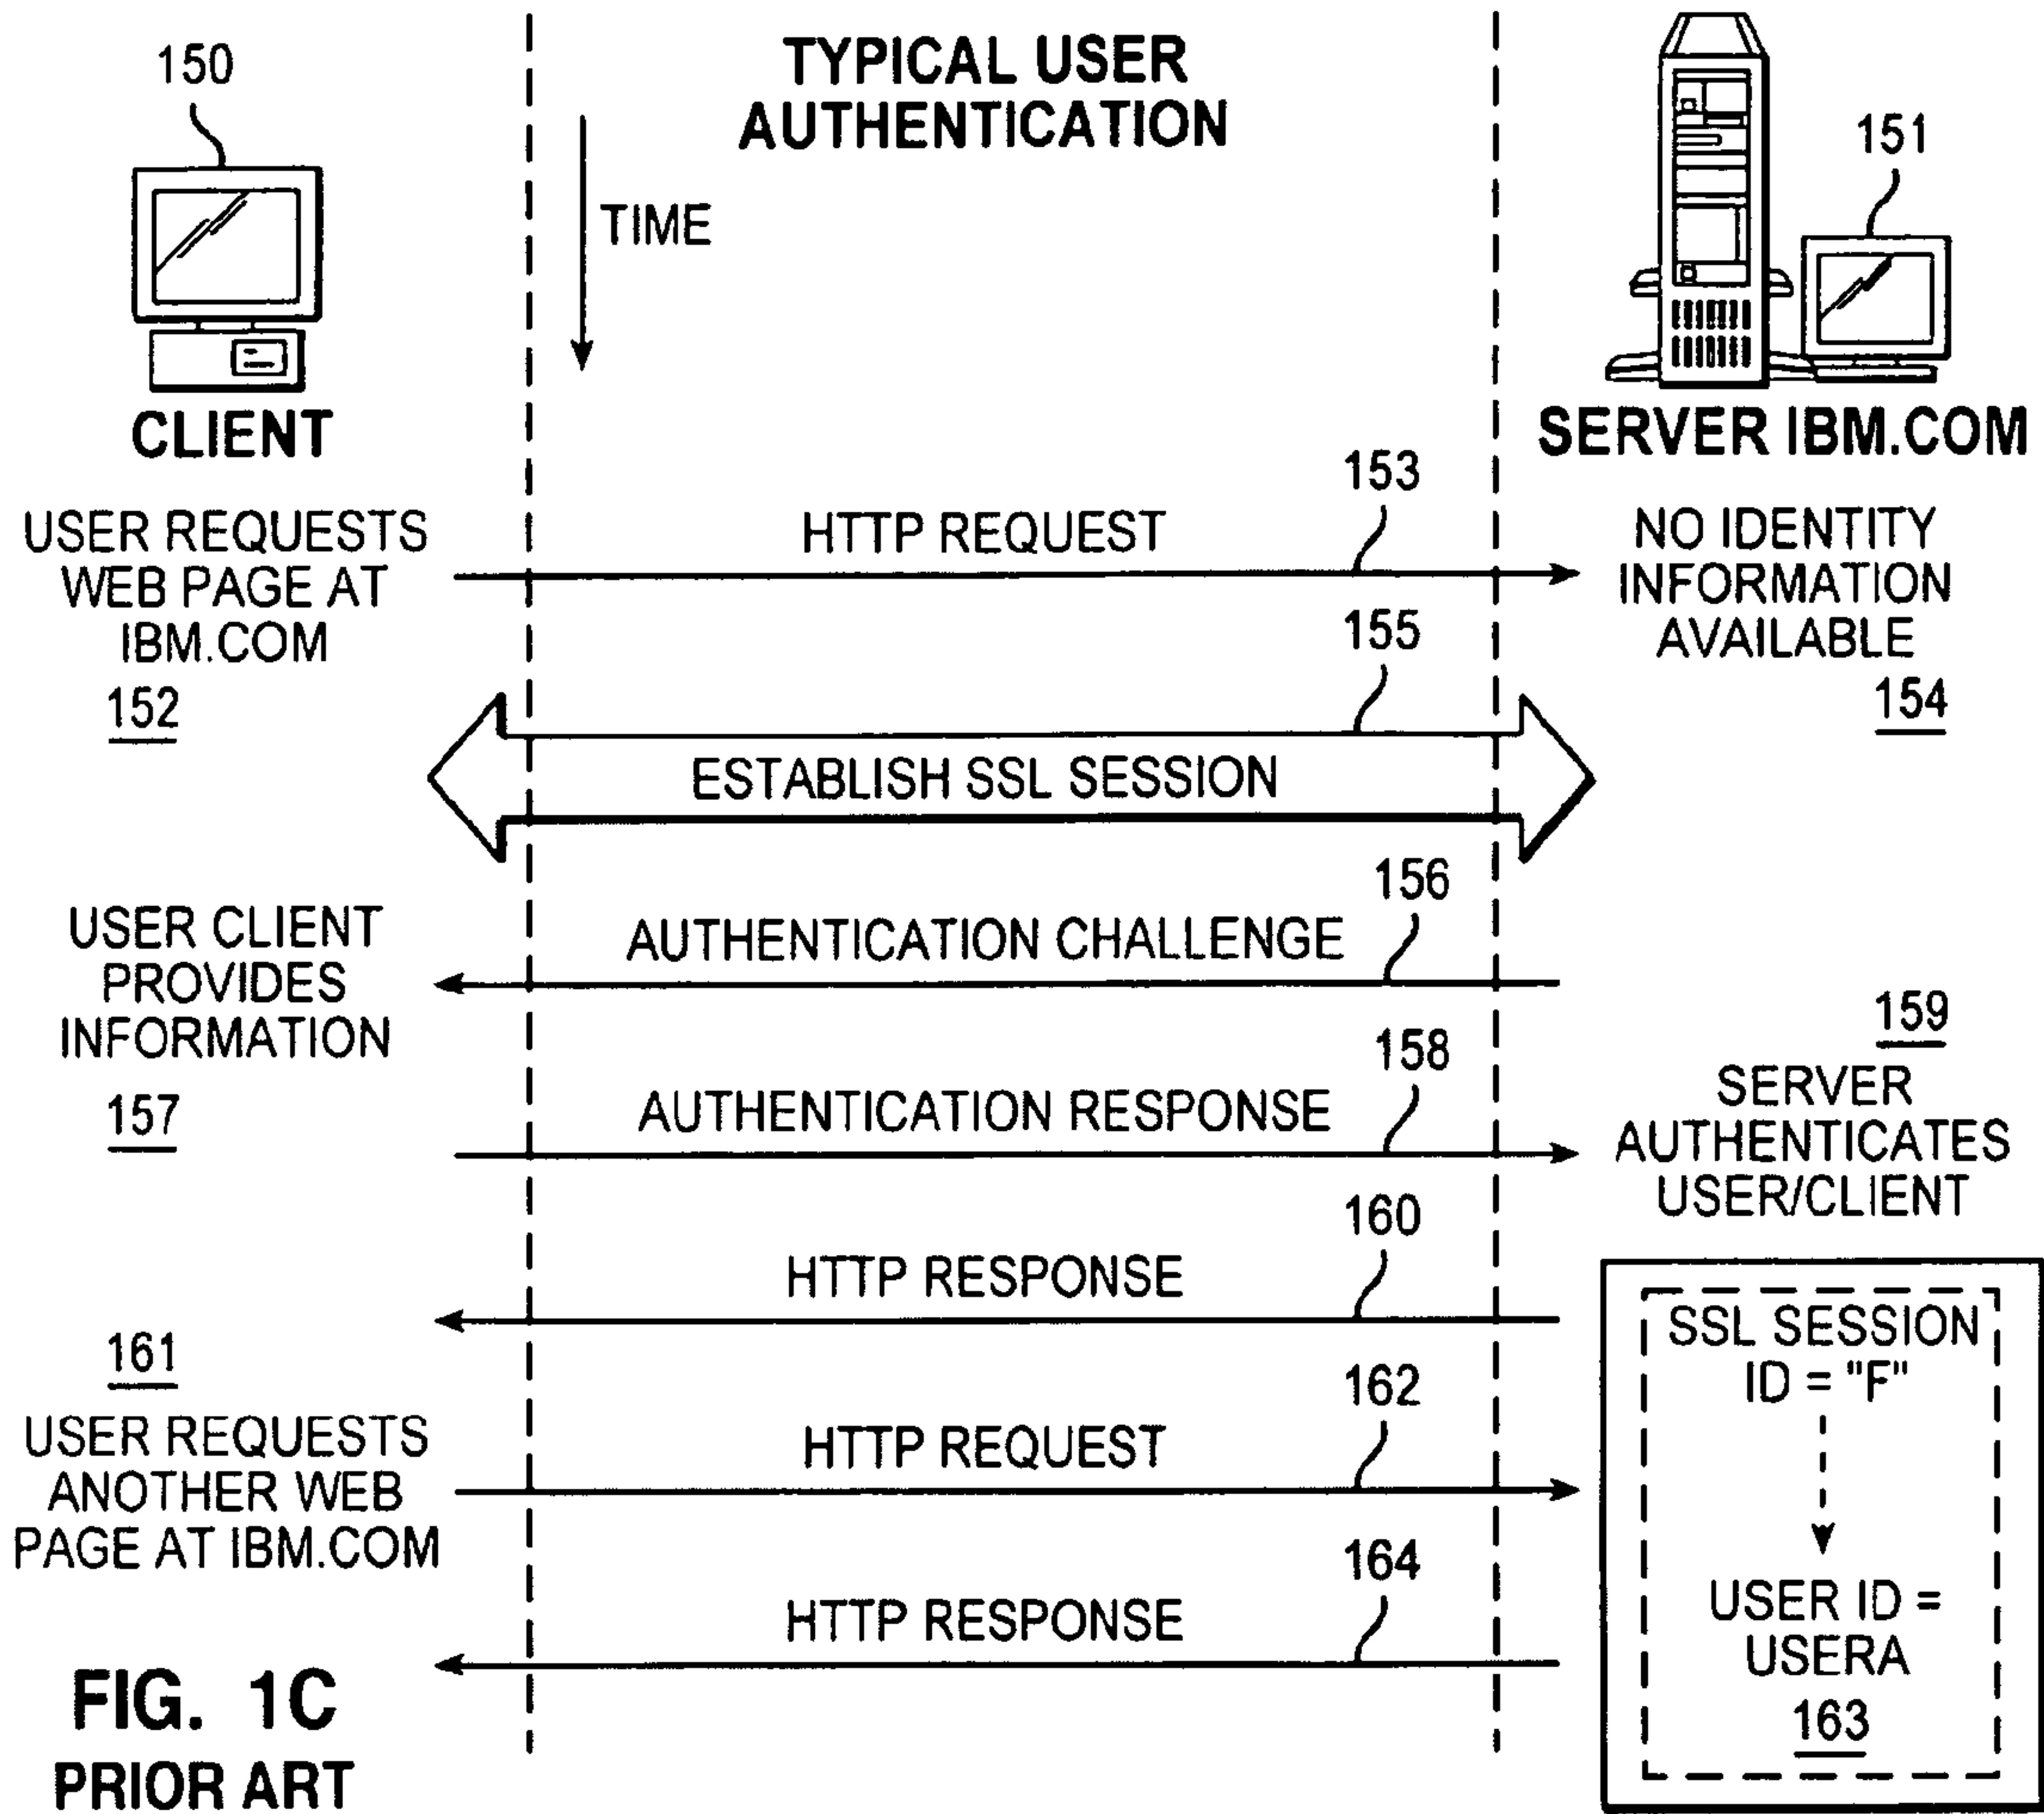 150
TYPICAL USER
AUTHENTICATION
151
TIME
CLIENT
SERVER IBM.COM
153
USER REQUESTS
WEB PAGE AT
IBM.COM
152
HTTP REQUEST
NO IDENTITY
INFORMATION
AVAILABLE
154
155
ESTABLISH SSL SESSION
156
USER CLIENT
PROVIDES
INFORMATION
157
AUTHENTICATION CHALLENGE
158
159
SERVER
AUTHENTICATES
USER/CLIENT
AUTHENTICATION RESPONSE
160
HTTP RESPONSE
161
USER REQUESTS
ANOTHER WEB
PAGE AT IBM.COM
162
HTTP REQUEST
SSL SESSION
ID = "F"
USER ID =
USERA
163
164
HTTP RESPONSE
FIG. 1C
PRIOR ART